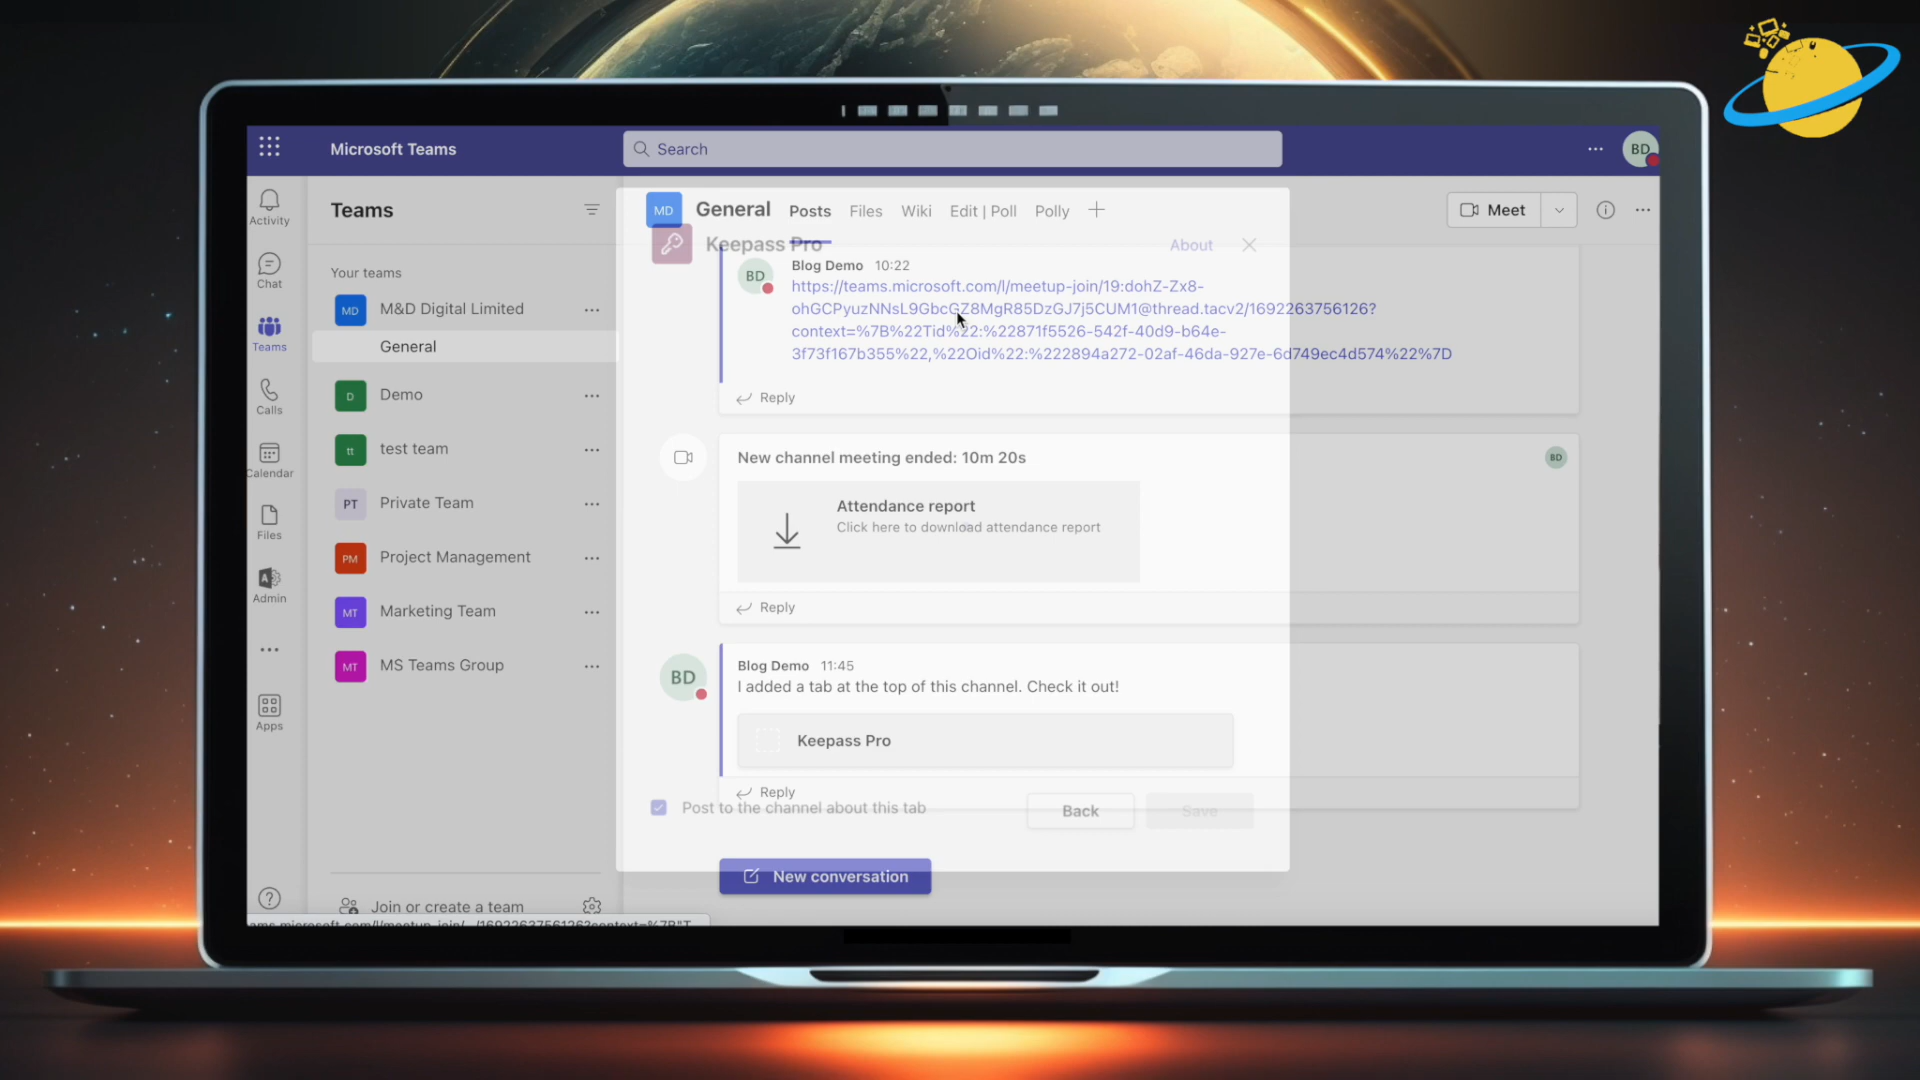 Microsoft Teams
Search
BD
Activity
Chat
Teams
Calls
Calendar
Files
A
Admin
Apps
Teams
Your teams
MD M&D Digital Limited
General
D Demo
tt test team
PT Private Team
PM Project Management
MT Marketing Team
MT MS Teams Group
Join or create a team
MD General Posts Files Wiki Edit | Poll Polly
Meet
Keepass Pro
About
BD
Blog Demo 10:22
https://teams.microsoft.com/l/meetup-join/19:dohZ-Zx8-
ohGCPyuzNNsL9GbcGZ8MgR85DzGJ7j5CUM1@thread.tacv2/1692263756126?
context=%7B%22Tid%22:%22871f5526-542f-40d9-b64e-
3f73f167b355%22,%22Oid%22:%222894a272-02af-46da-927e-6d749ec4d574%22%7D
Reply
New channel meeting ended: 10m 20s
BD
Attendance report
Click here to download attendance report
Reply
BD
Blog Demo 11:45
I added a tab at the top of this channel. Check it out!
Keepass Pro
Reply
Post to the channel about this tab
Back
Save
New conversation